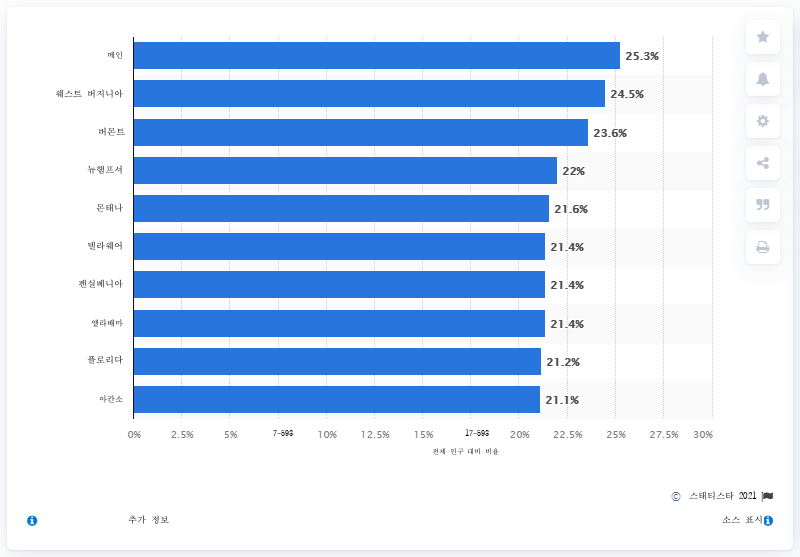 메인 25.3%
웨스트 버지니아 24.5%
버몬트 23.6%
뉴햄프셔 22%
몬태나 21.6%
델라웨어 21.4%
펜실베니아 21.4%
앨라배마 21.4%
플로리다 21.2%
아칸소 21.1%
0% 2.5% 5% 7-593 10% 12.5% 15% 17-593 20% 22.5% 25% 27.5% 30%
전체 인구 대비 비율
© 스태티스타 2021
추가 정보 소스 표시